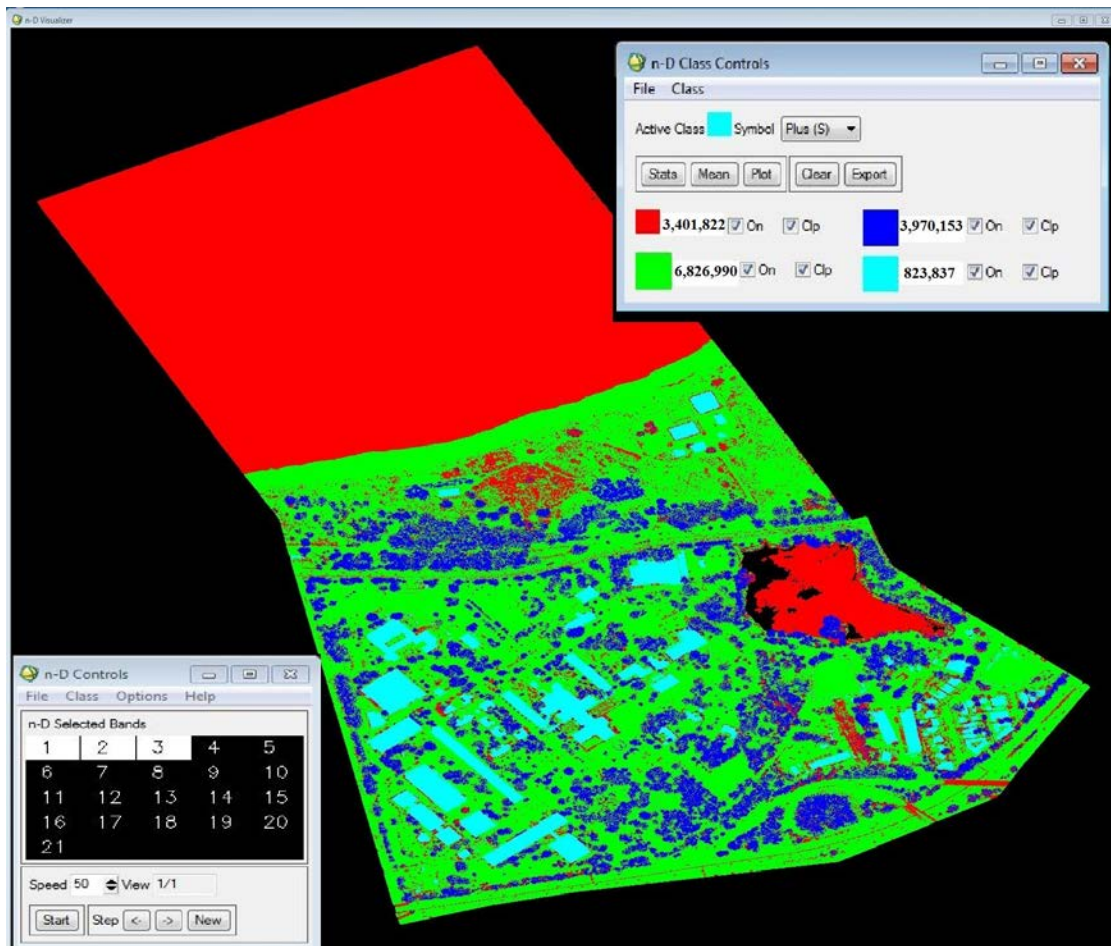 n-D Visualizer
n-D Class Controls
File Class
Active Class Symbol Plus (S)
Stats Mean Plot Clear Export
3,401,822 On Clp 3,970,153 On Clp
6,826,990 On Clp 823,837 On Clp
n-D Controls
File Class Options Help
n-D Selected Bands
1 2 3 4 5
6 7 8 9 10
11 12 13 14 15
16 17 18 19 20
21
Speed 50 View 1/1
Start Step <- -> New